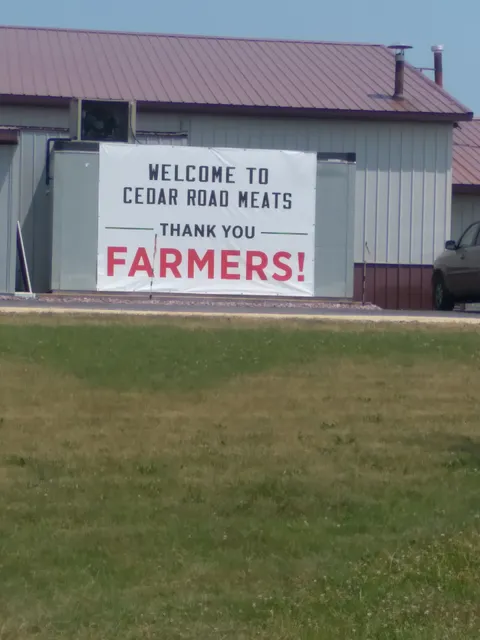 WELCOME TO
CEDAR ROAD MEATS
THANK YOU
FARMERS!